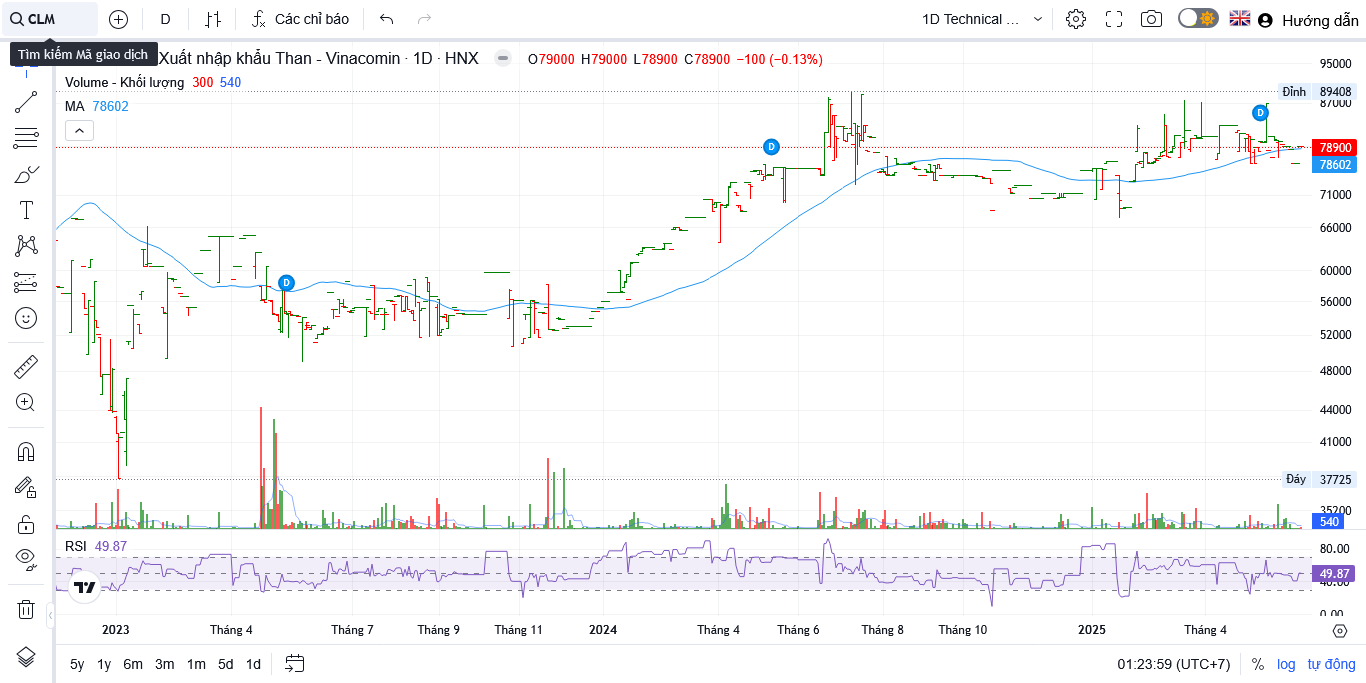 CLM
D
Các chỉ báo
1D Technical ...
Hướng dẫn
Tìm kiếm Mã giao dịch
Xuất nhập khẩu Than - Vinacomin · 1D · HNX
O79000 H79000 L78900 C78900 −100 (−0.13%)
Volume - Khối lượng 300 540
MA 78602
95000
Đỉnh 89408
87000
D
D
D
78900
78602
71000
66000
60000
56000
52000
48000
44000
41000
Đáy 37725
35200
540
RSI 49.87
80.00
49.87
40.00
0.00
2023 Tháng 4 Tháng 7 Tháng 9 Tháng 11 2024 Tháng 4 Tháng 6 Tháng 8 Tháng 10 2025 Tháng 4
5y 1y 6m 3m 1m 5d 1d
01:23:59 (UTC+7) % log tự động